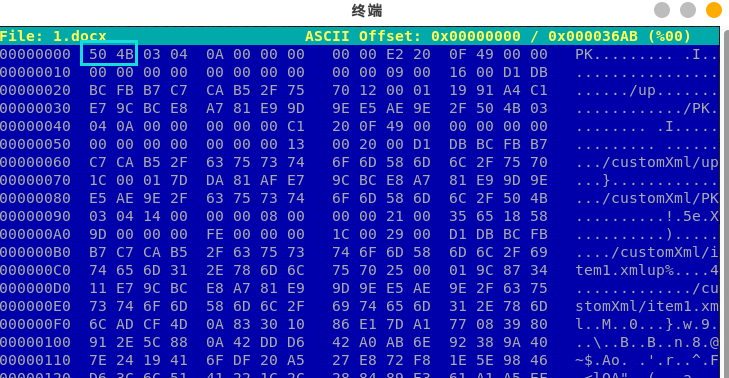 终端
File: 1.docx ASCII Offset: 0x00000000 / 0x000036AB (%00)
00000000 50 4B 03 04 0A 00 00 00 00 00 E2 20 0F 49 00 00 PK......... .I..
00000010 00 00 00 00 00 00 00 00 00 00 09 00 16 00 D1 DB ................
00000020 BC FB B7 C7 CA B5 2F 75 70 12 00 01 19 91 A4 C1 ....../up.......
00000030 E7 9C BC E8 A7 81 E9 9D 9E E5 AE 9E 2F 50 4B 03 ............/PK.
00000040 04 0A 00 00 00 00 00 C1 20 0F 49 00 00 00 00 00 ........ .I.....
00000050 00 00 00 00 00 00 00 13 00 20 00 D1 DB BC FB B7 ......... ......
00000060 C7 CA B5 2F 63 75 73 74 6F 6D 58 6D 6C 2F 75 70 .../customXml/up
00000070 1C 00 01 7D DA 81 AF E7 9C BC E8 A7 81 E9 9D 9E ...}............
00000080 E5 AE 9E 2F 63 75 73 74 6F 6D 58 6D 6C 2F 50 4B .../customXml/PK
00000090 03 04 14 00 00 00 08 00 00 00 21 00 35 65 18 58 ..........!.5e.X
000000A0 9D 00 00 00 FE 00 00 00 1C 00 29 00 D1 DB BC FB ..........).....
000000B0 B7 C7 CA B5 2F 63 75 73 74 6F 6D 58 6D 6C 2F 69 ..../customXml/i
000000C0 74 65 6D 31 2E 78 6D 6C 75 70 25 00 01 9C 87 34 tem1.xmlup%....4
000000D0 11 E7 9C BC E8 A7 81 E9 9D 9E E5 AE 9E 2F 63 75 ............./cu
000000E0 73 74 6F 6D 58 6D 6C 2F 69 74 65 6D 31 2E 78 6D stomXml/item1.xm
000000F0 6C AD CF 4D 0A 83 30 10 86 E1 7D A1 77 08 39 80 l..M..0...}.w.9.
00000100 91 2E 5C 88 0A 42 DD D6 42 A0 AB 6E 92 38 9A 40 ..\..B..B..n.8.@
00000110 7E 24 19 41 6F DF 20 A5 27 E8 72 F8 1E 5E 98 46 ~$.Ao. .'.r..^.F